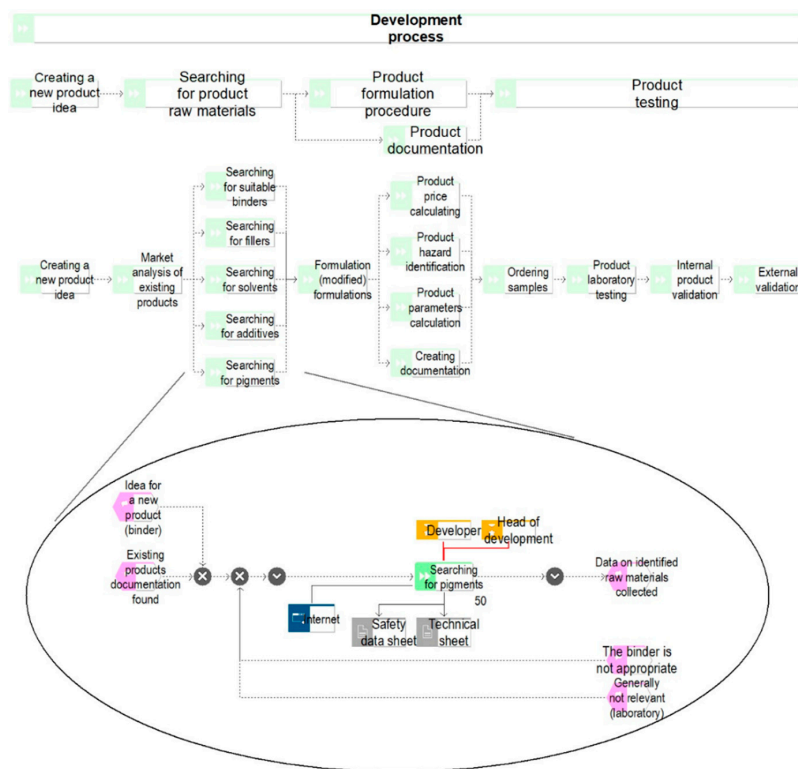 Development
process
Creating a
new product
idea
Searching
for product
raw materials
Product
formulation
procedure
Product
testing
Product
documentation
Searching
for suitable
binders
Searching
for fillers
Searching
for solvents
Searching
for additives
Searching
for pigments
Creating a
new product
idea
Market
analysis of
existing
products
Formulation
(modified)
formulations
Product
price
calculating
Product
hazard
identification
Product
parameters
calculation
Creating
documentation
Ordering
samples
Product
laboratory
testing
Internal
product
validation
External
validation
Idea for
a new
product
(binder)
Existing
products
documentation
found
Developer
Head of
development
Searching
for pigments
50
Internet
Safety
data sheet
Technical
sheet
Data on identified
raw materials
collected
The binder is
not appropriate
Generally
not relevant
(laboratory)